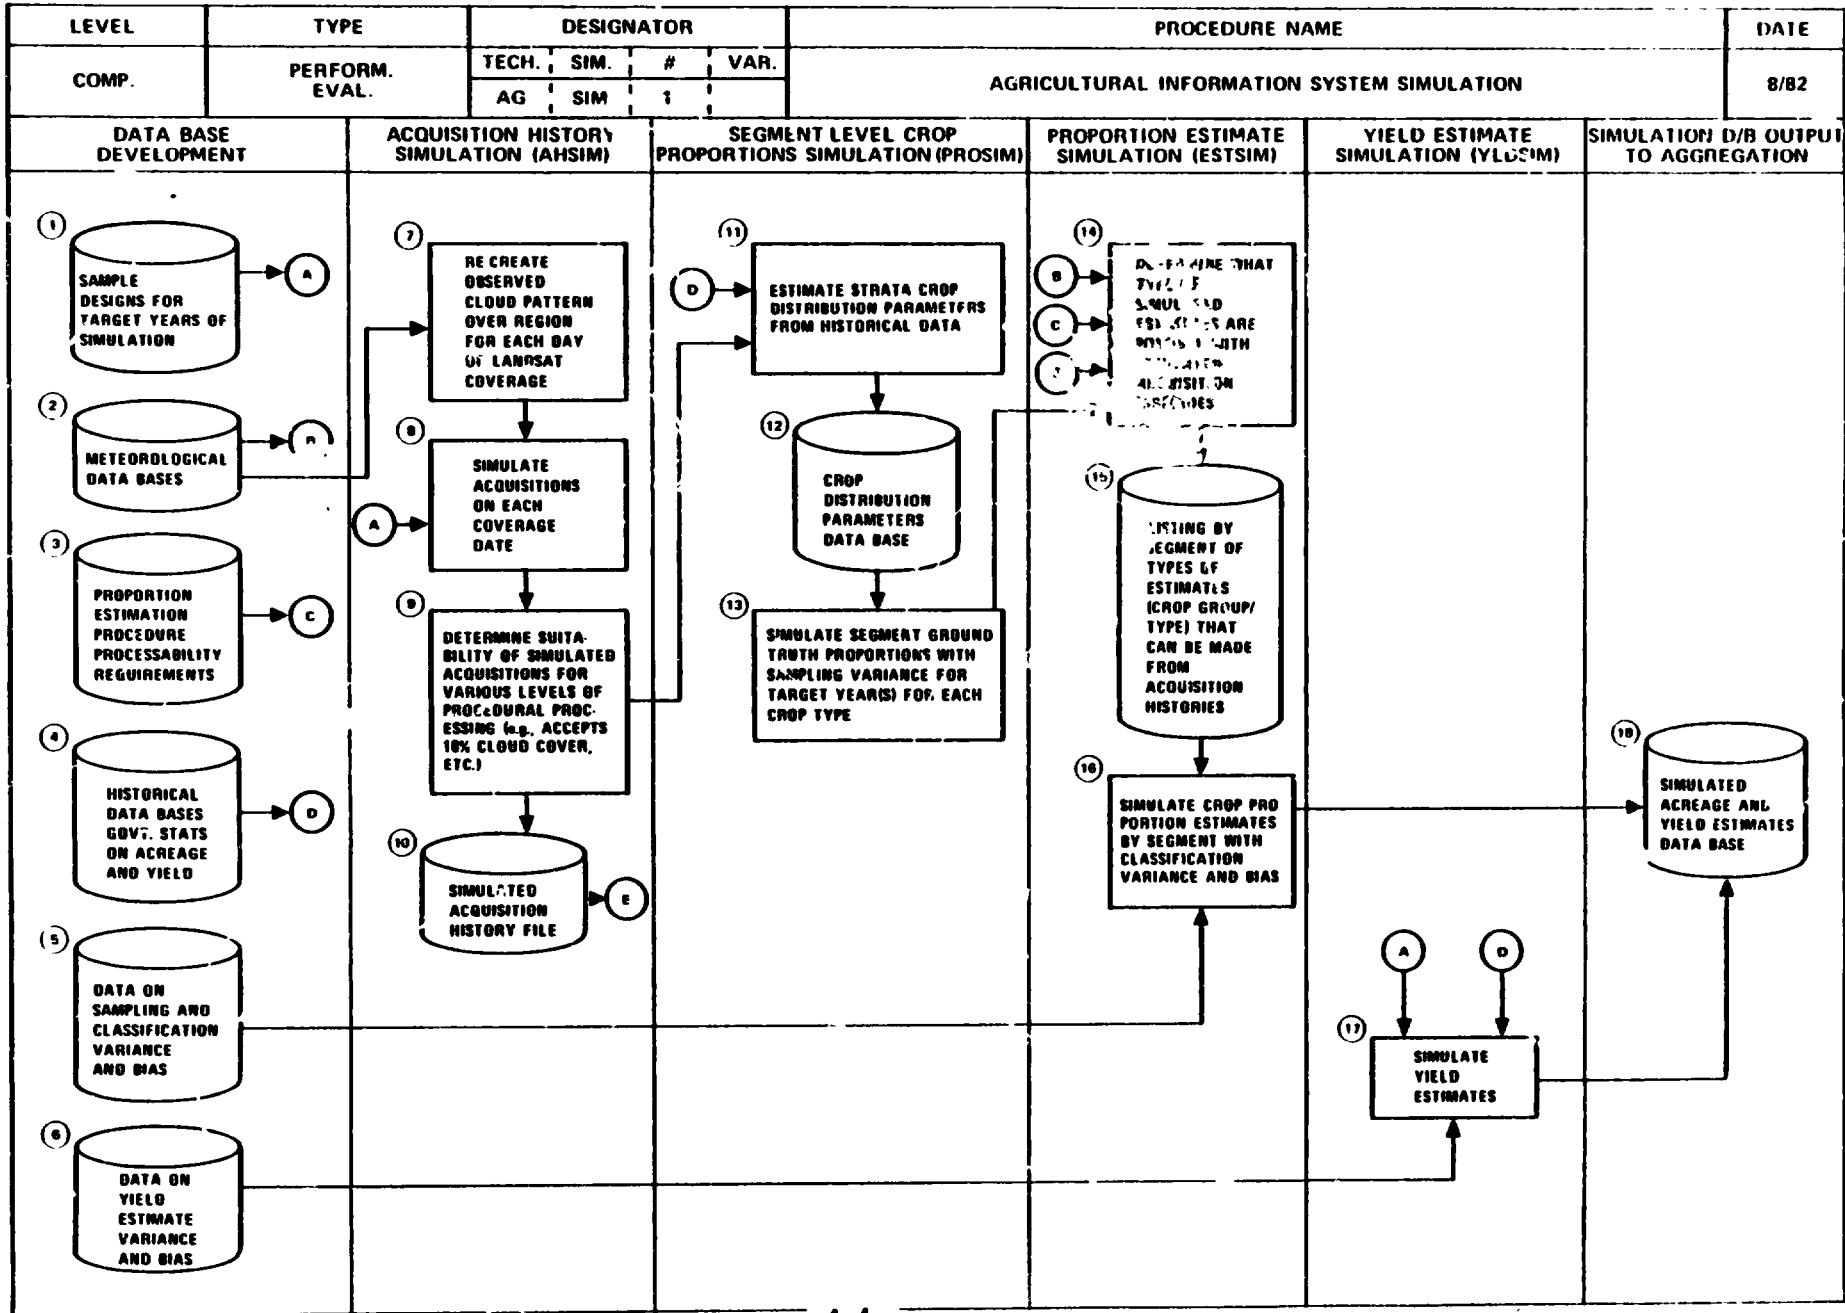 LEVEL
TYPE
DESIGNATOR
PROCEDURE NAME
DATE
COMP.
PERFORM.
EVAL.
TECH. SIM. # VAR.
AG SIM 1
AGRICULTURAL INFORMATION SYSTEM SIMULATION
8/82
DATA BASE
DEVELOPMENT
ACQUISITION HISTORY
SIMULATION (AHSIM)
SEGMENT LEVEL CROP
PROPORTIONS SIMULATION (PROSIM)
PROPORTION ESTIMATE
SIMULATION (ESTSIM)
YIELD ESTIMATE
SIMULATION (YLDSIM)
SIMULATION D/B OUTPUT
TO AGGREGATION
1
SAMPLE
DESIGNS FOR
TARGET YEARS OF
SIMULATION
A
2
METEOROLOGICAL
DATA BASES
3
PROPORTION
ESTIMATION
PROCEDURE
PROCESSABILITY
REQUIREMENTS
C
4
HISTORICAL
DATA BASES
GOVT. STATS
ON ACREAGE
AND YIELD
D
5
DATA ON
SAMPLING AND
CLASSIFICATION
VARIANCE
AND BIAS
6
DATA ON
YIELD
ESTIMATE
VARIANCE
AND BIAS
7
RE CREATE
OBSERVED
CLOUD PATTERN
OVER REGION
FOR EACH DAY
OF LANDSAT
COVERAGE
8
SIMULATE
ACQUISITIONS
ON EACH
COVERAGE
DATE
A
9
DETERMINE SUITA-
BILITY OF SIMULATED
ACQUISITIONS FOR
VARIOUS LEVELS OF
PROCEDURAL PROC-
ESSING (e.g., ACCEPTS
10% CLOUD COVER,
ETC.)
10
SIMULATED
ACQUISITION
HISTORY FILE
E
11
D
ESTIMATE STRATA CROP
DISTRIBUTION PARAMETERS
FROM HISTORICAL DATA
12
CROP
DISTRIBUTION
PARAMETERS
DATA BASE
13
SIMULATE SEGMENT GROUND
TRUTH PROPORTIONS WITH
SAMPLING VARIANCE FOR
TARGET YEAR(S) FOR EACH
CROP TYPE
14
B
C
WHAT
ARE
WITH
15
LISTING BY
SEGMENT OF
TYPES OF
ESTIMATES
(CROP GROUP/
TYPE) THAT
CAN BE MADE
FROM
ACQUISITION
HISTORIES
16
SIMULATE CROP PRO
PORTION ESTIMATES
BY SEGMENT WITH
CLASSIFICATION
VARIANCE AND BIAS
A
D
17
SIMULATE
YIELD
ESTIMATES
18
SIMULATED
ACREAGE AND
YIELD ESTIMATES
DATA BASE